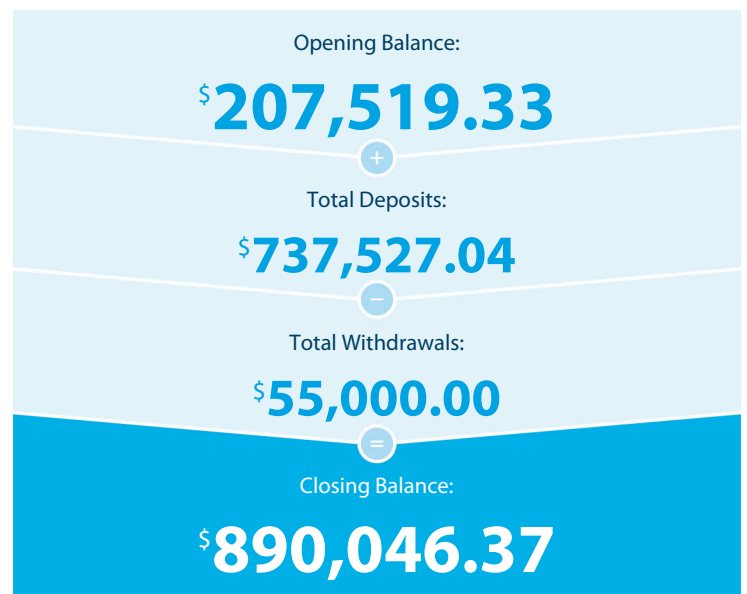 Opening Balance:
$207,519.33
+
Total Deposits:
$737,527.04
−
Total Withdrawals:
$55,000.00
=
Closing Balance:
$890,046.37